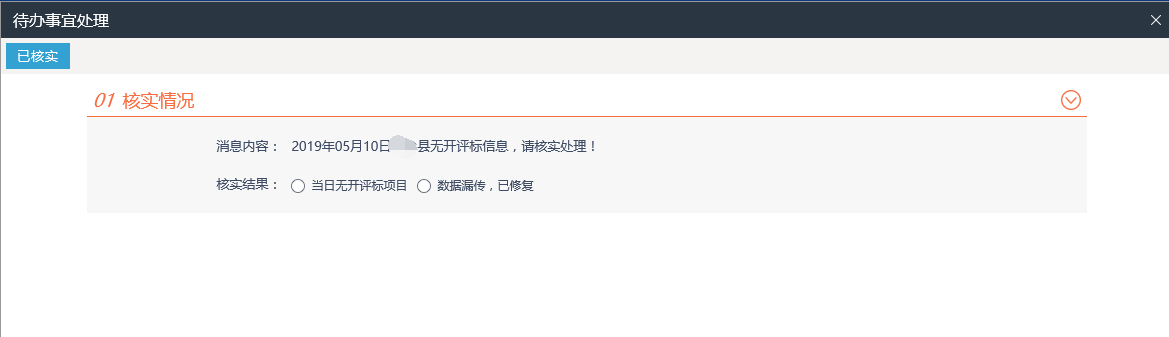 待办事宜处理
已核实
01 核实情况
消息内容： 2019年05月10日县无开评标信息，请核实处理！
核实结果： 当日无开评标项目 数据漏传，已修复